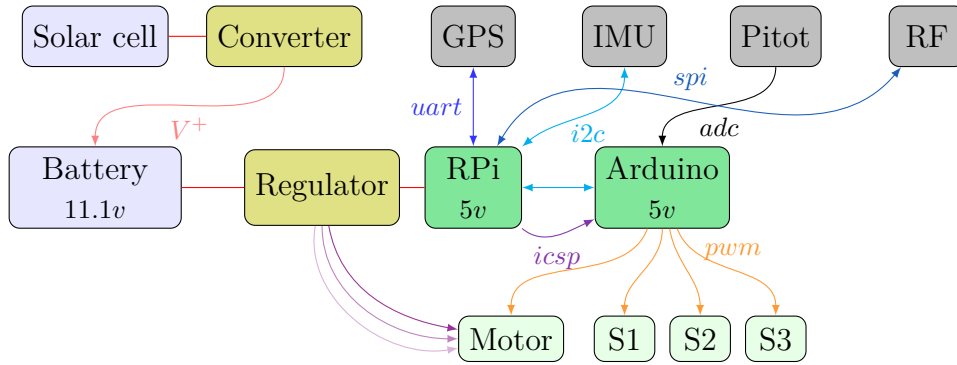 Solar cell
Converter
GPS
IMU
Pitot
RF
uart
spi
V+
i2c
adc
Battery
11.1v
Regulator
RPi
5v
Arduino
5v
icsp
pwm
Motor
S1
S2
S3